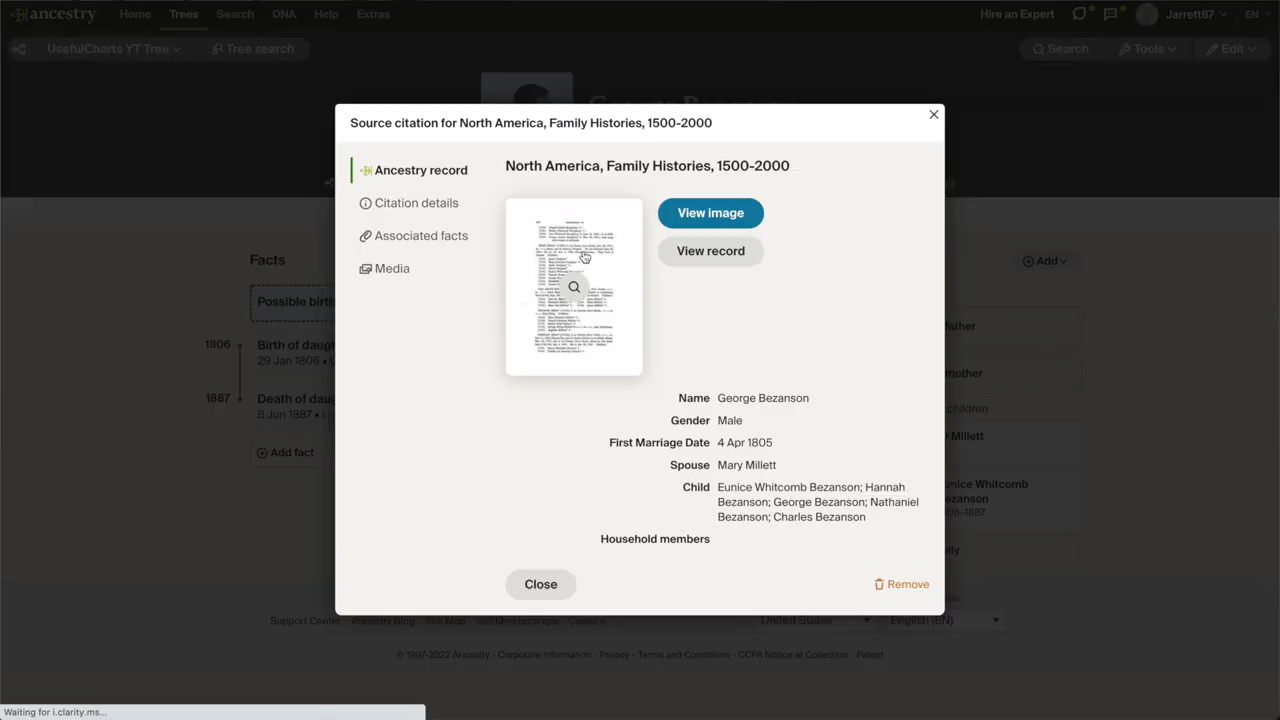 ancestry Home Trees Search DNA Help Extras Hire an Expert Jarrett87 EN
UsefulCharts YT Tree Tree search Search Tools Edit
Source citation for North America, Family Histories, 1500-2000
Ancestry record
Citation details
Associated facts
Media
North America, Family Histories, 1500-2000
View image
View record
Name George Bezanson
Gender Male
First Marriage Date 4 Apr 1805
Spouse Mary Millett
Child Eunice Whitcomb Bezanson; Hannah
Bezanson; George Bezanson; Nathaniel
Bezanson; Charles Bezanson
Household members
Close
Remove
Facts
Add
Possible birth
1806 Birth of daug
29 Jan 1806 •
1887 Death of dau
8 Jun 1887 •
Add fact
father
mother
children
Millett
unice Whitcomb
ezanson
06-1887
Support Center Ancestry Blog Site Map Careers
United States English (EN)
© 1997-2022 Ancestry · Corporate Information · Privacy · Terms and Conditions · CCPA Notice at Collection · Patent
Waiting for i.clarity.ms...